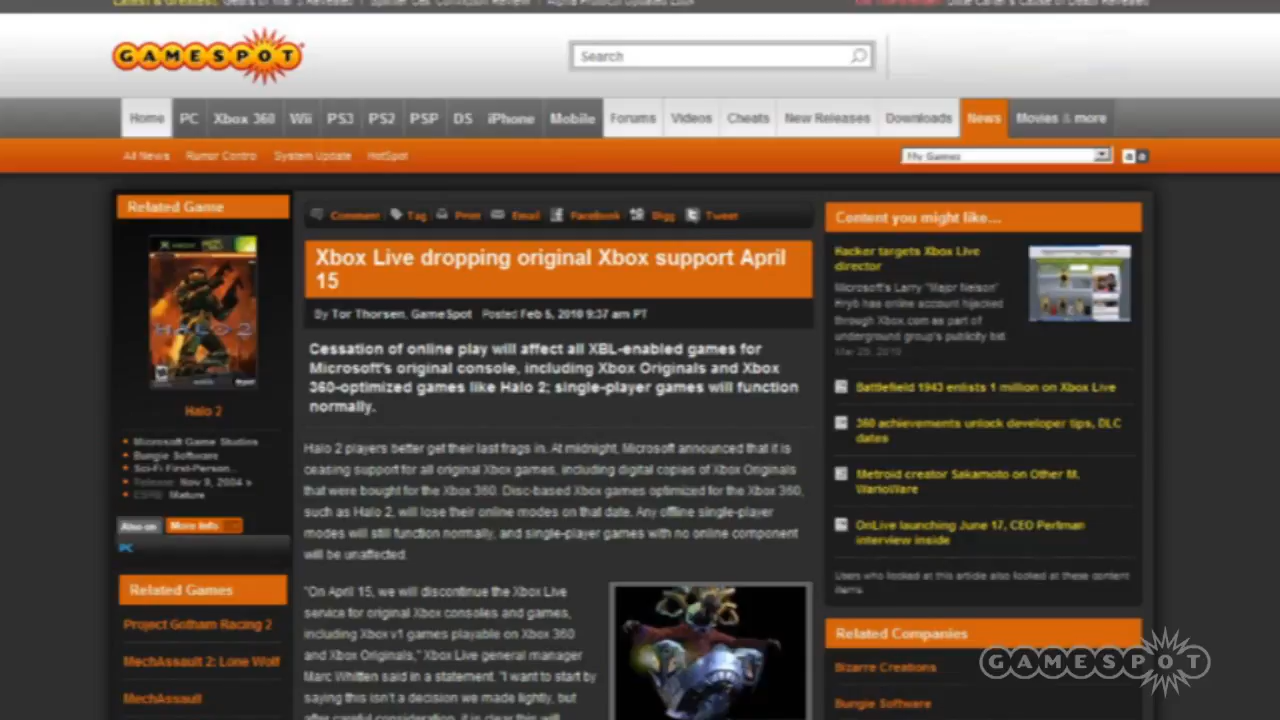 GAMESPOT
Search
Home PC Xbox 360 Wii PS3 PS2 PSP DS iPhone Mobile Forums Videos Cheats New Releases Downloads News Movies & more
All News Rumor Control System Update HotSpot
My Games
Related Game
HALO 2
Halo 2
Microsoft Game Studios
Bungie Software
Sci-Fi First-Person...
Release: Nov 9, 2004 »
ESRB: Mature
Also on More Info
PC
Related Games
Project Gotham Racing 2
MechAssault 2: Lone Wolf
MechAssault
Comment Tag Print Email Facebook Digg Tweet
Xbox Live dropping original Xbox support April
15
By Tor Thorsen, GameSpot Posted Feb 5, 2010 9:37 am PT
Cessation of online play will affect all XBL-enabled games for
Microsoft's original console, including Xbox Originals and Xbox
360-optimized games like Halo 2; single-player games will function
normally.
Halo 2 players better get their last frags in. At midnight, Microsoft announced that it is
ceasing support for all original Xbox games, including digital copies of Xbox Originals
that were bought for the Xbox 360. Disc-based Xbox games optimized for the Xbox 360,
such as Halo 2, will lose their online modes on that date. Any offline single-player
modes will still function normally, and single-player games with no online component
will be unaffected.
"On April 15, we will discontinue the Xbox Live
service for original Xbox consoles and games,
including Xbox v1 games playable on Xbox 360
and Xbox Originals," Xbox Live general manager
Marc Whitten said in a statement. "I want to start by
saying this isn't a decision we made lightly, but
after careful consideration, it is clear this will
Content you might like...
Hacker targets Xbox Live
director
Microsoft's Larry "Major Nelson"
Hryb has online account hijacked
through Xbox.com as part of
underground group's publicity bid.
Mar 29, 2010
Battlefield 1943 enlists 1 million on Xbox Live
360 achievements unlock developer tips, DLC
dates
Metroid creator Sakamoto on Other M,
WarioWare
OnLive launching June 17, CEO Perlman
interview inside
Users who looked at this article also looked at these content
items.
Related Companies
Bizarre Creations
Bungie Software
GAMESPOT